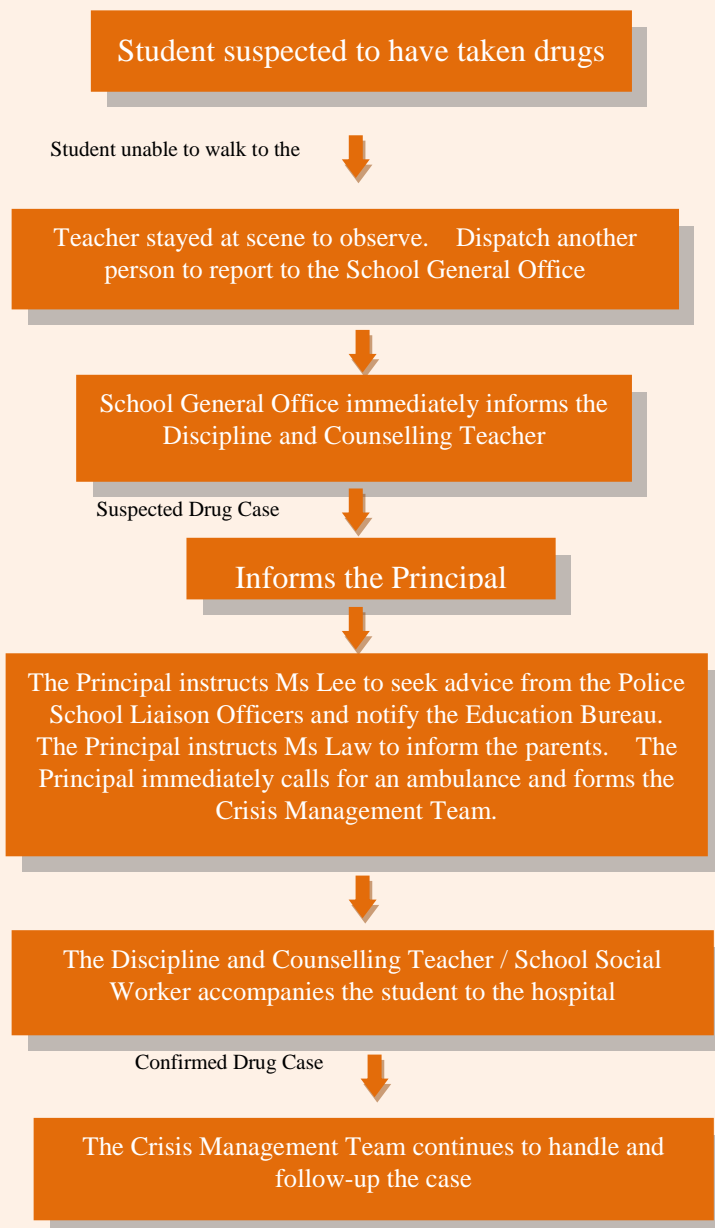 Student suspected to have taken drugs
Student unable to walk to the
Teacher stayed at scene to observe. Dispatch another
person to report to the School General Office
School General Office immediately informs the
Discipline and Counselling Teacher
Suspected Drug Case
Informs the Principal
The Principal instructs Ms Lee to seek advice from the Police
School Liaison Officers and notify the Education Bureau.
The Principal instructs Ms Law to inform the parents. The
Principal immediately calls for an ambulance and forms the
Crisis Management Team.
The Discipline and Counselling Teacher / School Social
Worker accompanies the student to the hospital
Confirmed Drug Case
The Crisis Management Team continues to handle and
follow-up the case